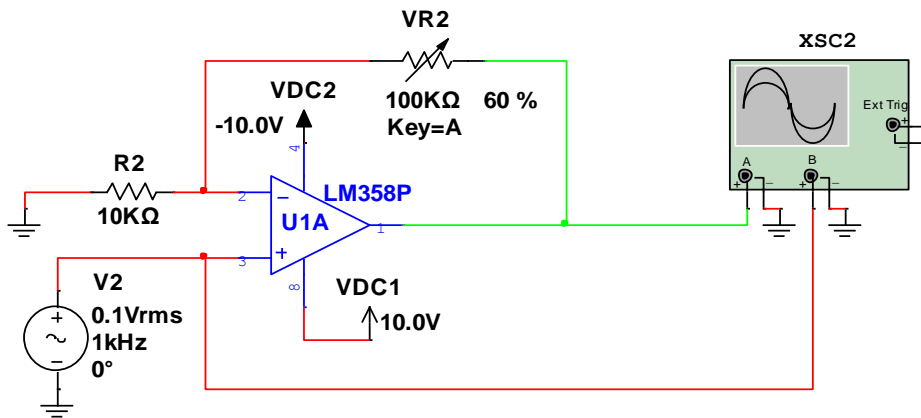 VR2
XSC2
VDC2
100KΩ 60 %
Key=A
Ext Trig
+
−
-10.0V
4
A
B
+
−
+
−
R2
10KΩ
2
−
LM358P
U1A
1
3
+
8
V2
VDC1
10.0V
+
0.1Vrms
1kHz
−
0°